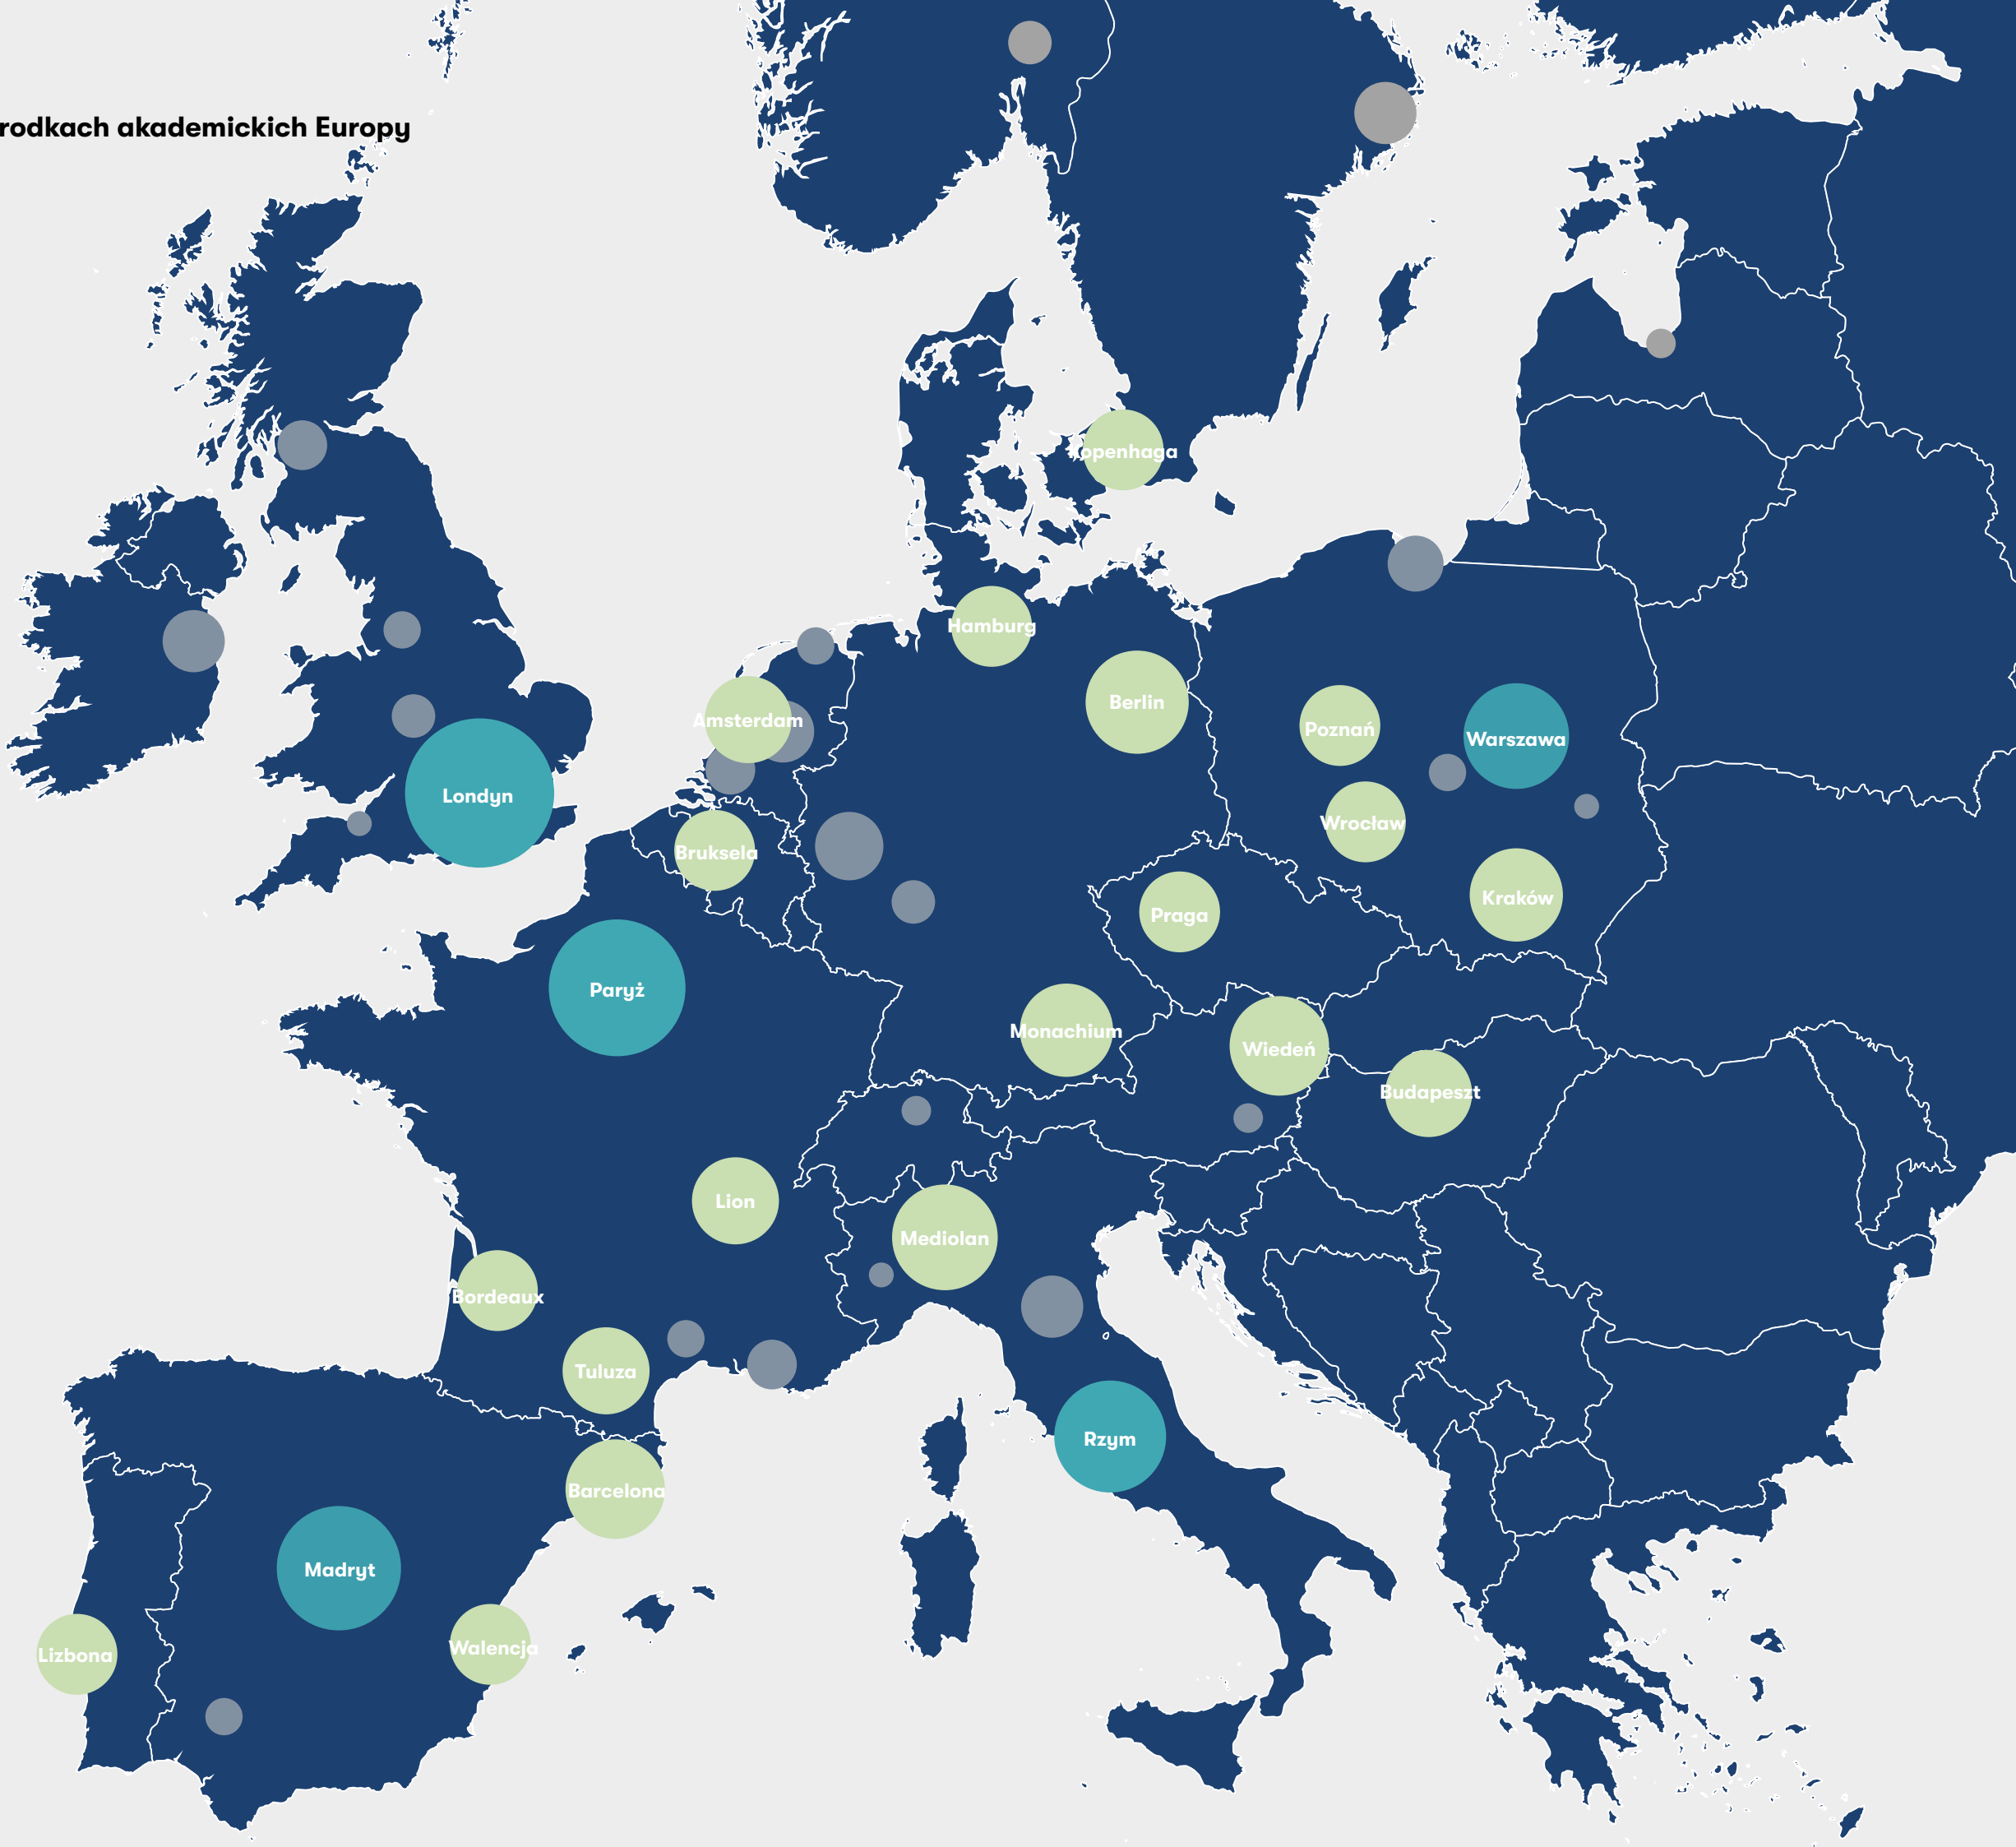 rodkach akademickich Europy
Kopenhaga
Hamburg
Berlin
Amsterdam
Poznań
Warszawa
Londyn
Wrocław
Bruksela
Kraków
Praga
Paryż
Monachium
Wiedeń
Budapeszt
Lion
Mediolan
Bordeaux
Tuluza
Rzym
Barcelona
Madryt
Walencja
Lizbona